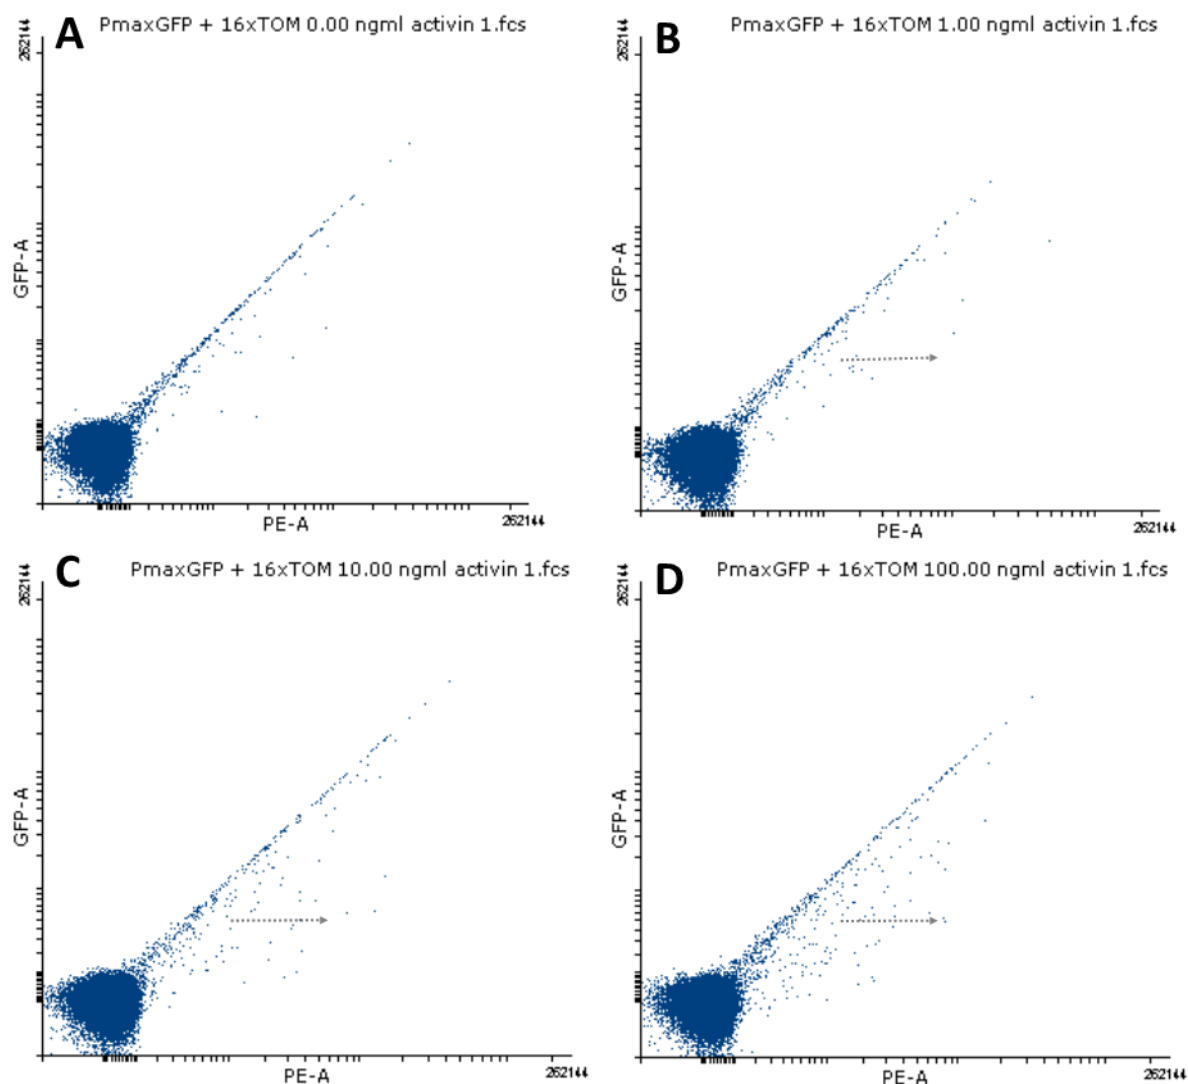 A PmaxGFP + 16xTOM 0.00 ngml activin 1.fcs
262144
GFP-A
PE-A
262144
B PmaxGFP + 16xTOM 1.00 ngml activin 1.fcs
262144
GFP-A
PE-A
262144
C PmaxGFP + 16xTOM 10.00 ngml activin 1.fcs
262144
GFP-A
PE-A
262144
D PmaxGFP + 16xTOM 100.00 ngml activin 1.fcs
262144
GFP-A
PE-A
262144